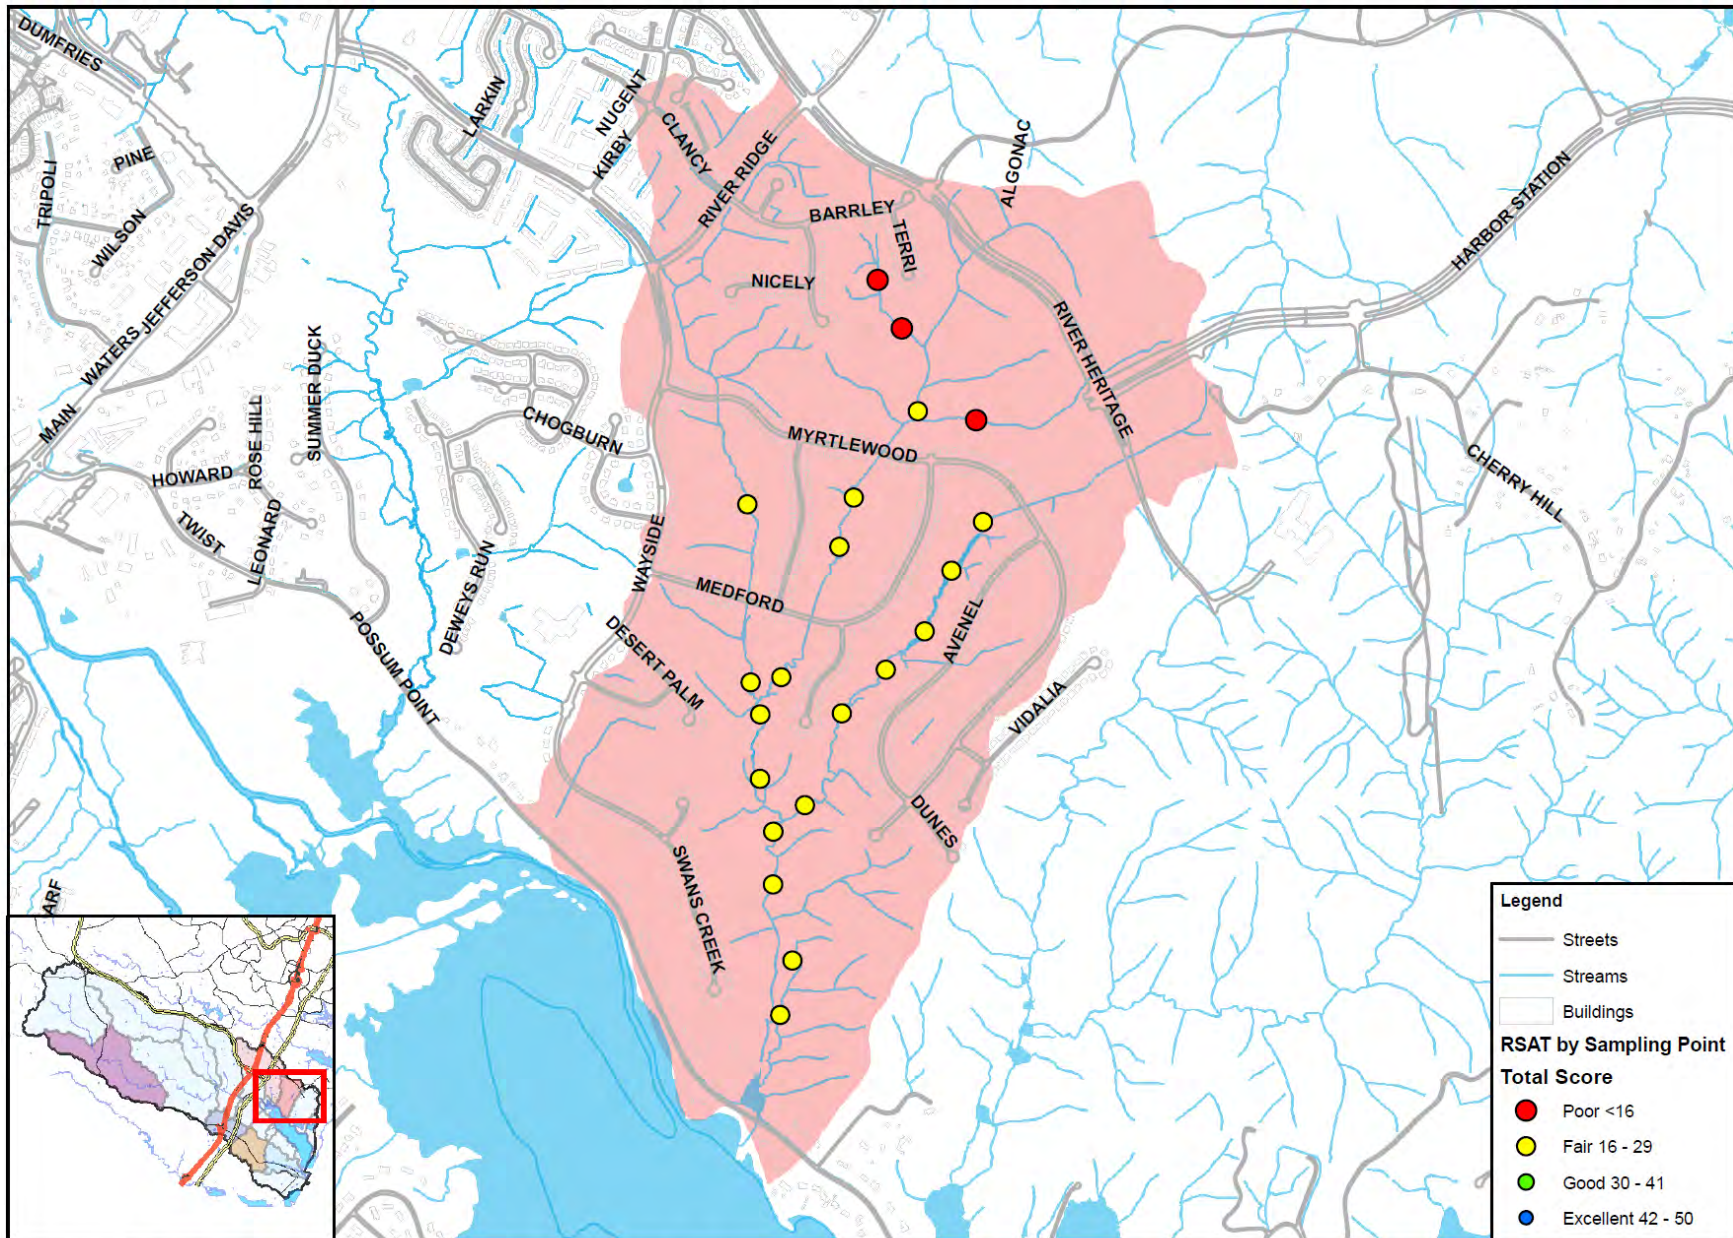 DUMFRIES
LARKIN
NUGENT
KIRBY
CLANCY
RIVER RIDGE
ALGONAC
HARBOR STATION
PINE
TRIPOLI
WILSON
JEFFERSON DAVIS
BARRLEY
TERRI
NICELY
WATERS
MAIN
SUMMER DUCK
ROSE HILL
HOWARD
TWIST
LEONARD
CHOGBURN
RIVER HERITAGE
MYRTLEWOOD
CHERRY HILL
WAYSIDE
DEWEYS RUN
MEDFORD
DESERT PALM
AVENEL
POSSUM POINT
VIDALIA
DUNES
SWANS CREEK
ARF
Legend
Streets
Streams
Buildings
RSAT by Sampling Point
Total Score
Poor <16
Fair 16 - 29
Good 30 - 41
Excellent 42 - 50